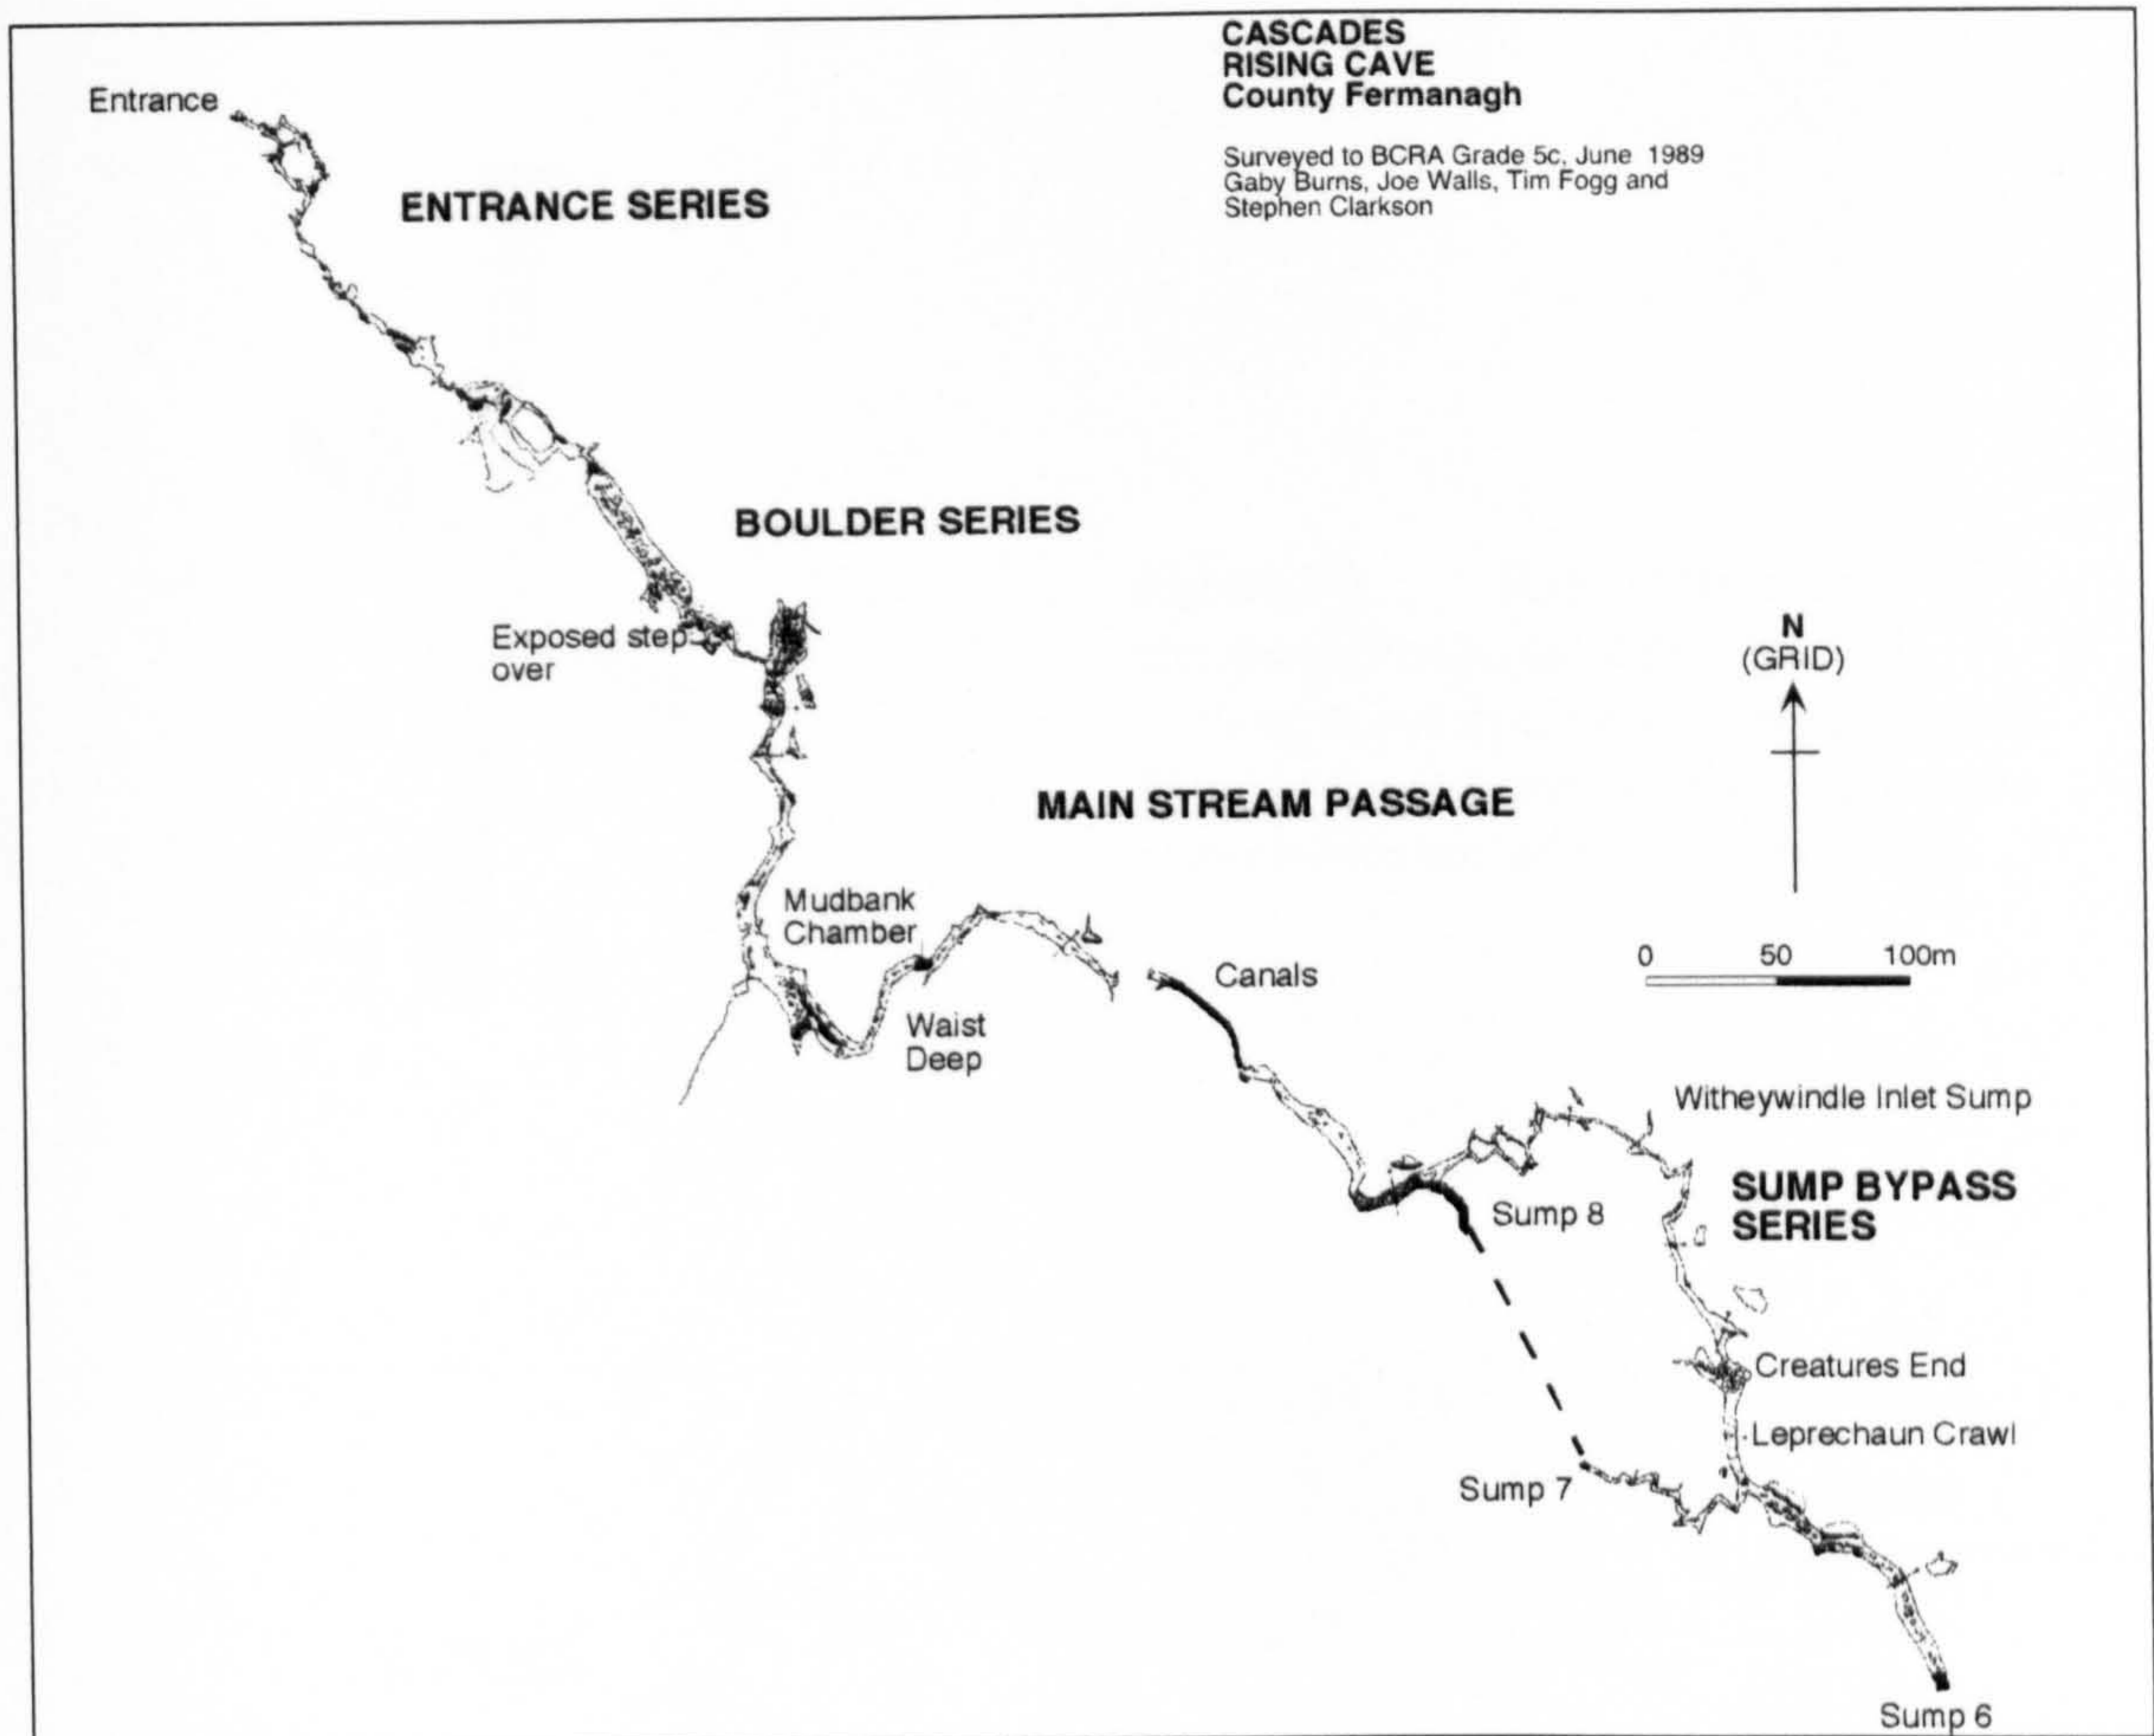 CASCADES
RISING CAVE
County Fermanagh
Surveyed to BCRA Grade 5c, June 1989
Gaby Burns, Joe Walls, Tim Fogg and
Stephen Clarkson
Entrance
ENTRANCE SERIES
BOULDER SERIES
Exposed step
over
N
(GRID)
MAIN STREAM PASSAGE
Mudbank
Chamber
Canals
0 50 100m
Waist
Deep
Witheywindle Inlet Sump
SUMP BYPASS
SERIES
Sump 8
Creatures End
Leprechaun Crawl
Sump 7
Sump 6